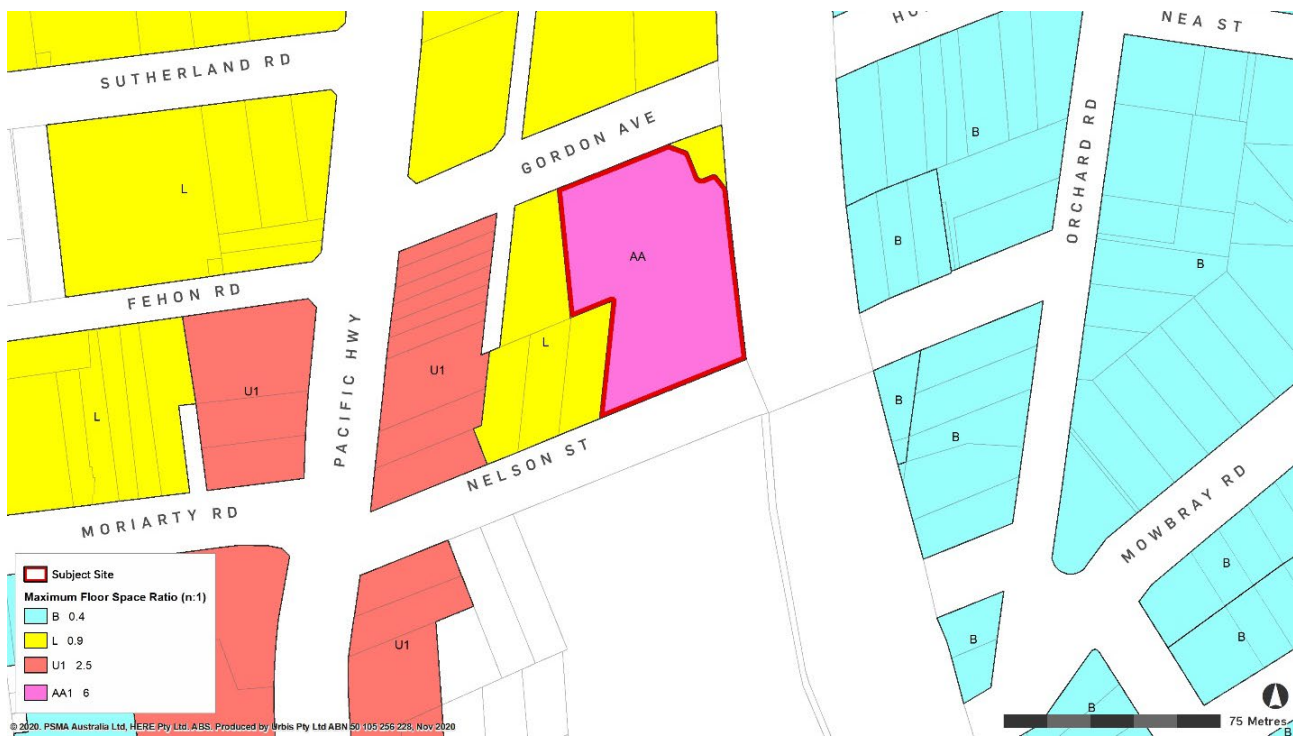 HU
NEA ST
SUTHERLAND RD
GORDON AVE
B
ORCHARD RD
L
B
AA
B
FEHON RD
PACIFIC HWY
L
U1
U1
B
L
B
NELSON ST
MORIARTY RD
MOWBRAY RD
B
B
B
U1
B
B
Subject Site
Maximum Floor Space Ratio (n:1)
B 0.4
L 0.9
U1 2.5
AA1 6
75 Metres
© 2020. PSMA Australia Ltd, HERE Pty Ltd. ABS. Produced by Urbis Pty Ltd ABN 50 105 256 228, Nov 2020